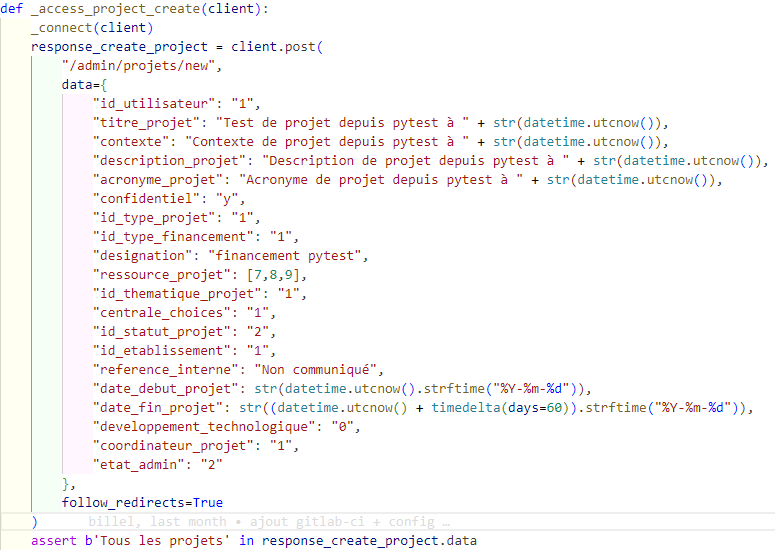 def _access_project_create(client):
_connect(client)
response_create_project = client.post(
"/admin/projets/new",
data={
"id_utilisateur": "1",
"titre_projet": "Test de projet depuis pytest à " + str(datetime.utcnow()),
"contexte": "Contexte de projet depuis pytest à " + str(datetime.utcnow()),
"description_projet": "Description de projet depuis pytest à " + str(datetime.utcnow()),
"acronyme_projet": "Acronyme de projet depuis pytest à " + str(datetime.utcnow()),
"confidentiel": "y",
"id_type_projet": "1",
"id_type_financement": "1",
"designation": "financement pytest",
"ressource_projet": [7,8,9],
"id_thematique_projet": "1",
"centrale_choices": "1",
"id_statut_projet": "2",
"id_etablissement": "1",
"reference_interne": "Non communiqué",
"date_debut_projet": str(datetime.utcnow().strftime("%Y-%m-%d")),
"date_fin_projet": str((datetime.utcnow() + timedelta(days=60)).strftime("%Y-%m-%d")),
"developpement_technologique": "0",
"coordinateur_projet": "1",
"etat_admin": "2"
},
follow_redirects=True
) billel, last month • ajout gitlab-ci + config …
assert b'Tous les projets' in response_create_project.data